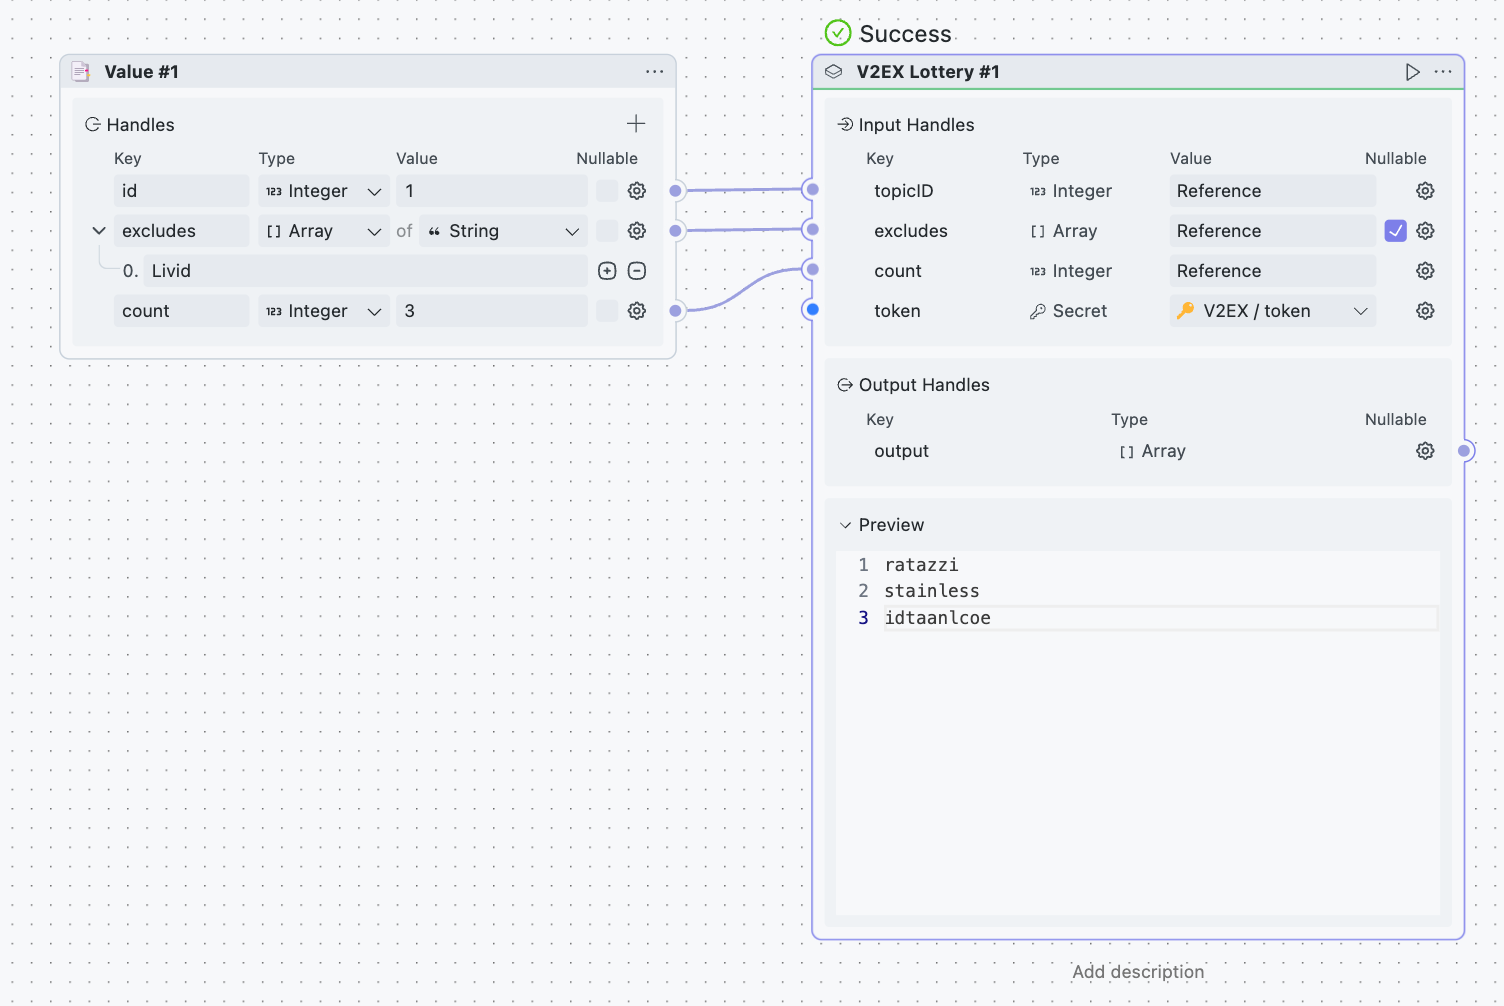 Success
Value #1
Handles
Key Type Value Nullable
id 123 Integer 1
excludes [] Array of “ String
0. Livid
count 123 Integer 3
V2EX Lottery #1
Input Handles
Key Type Value Nullable
topicID 123 Integer Reference
excludes [] Array Reference
count 123 Integer Reference
token Secret V2EX / token
Output Handles
Key Type Nullable
output [] Array
Preview
1 ratazzi
2 stainless
3 idtaanlcoe
Add description